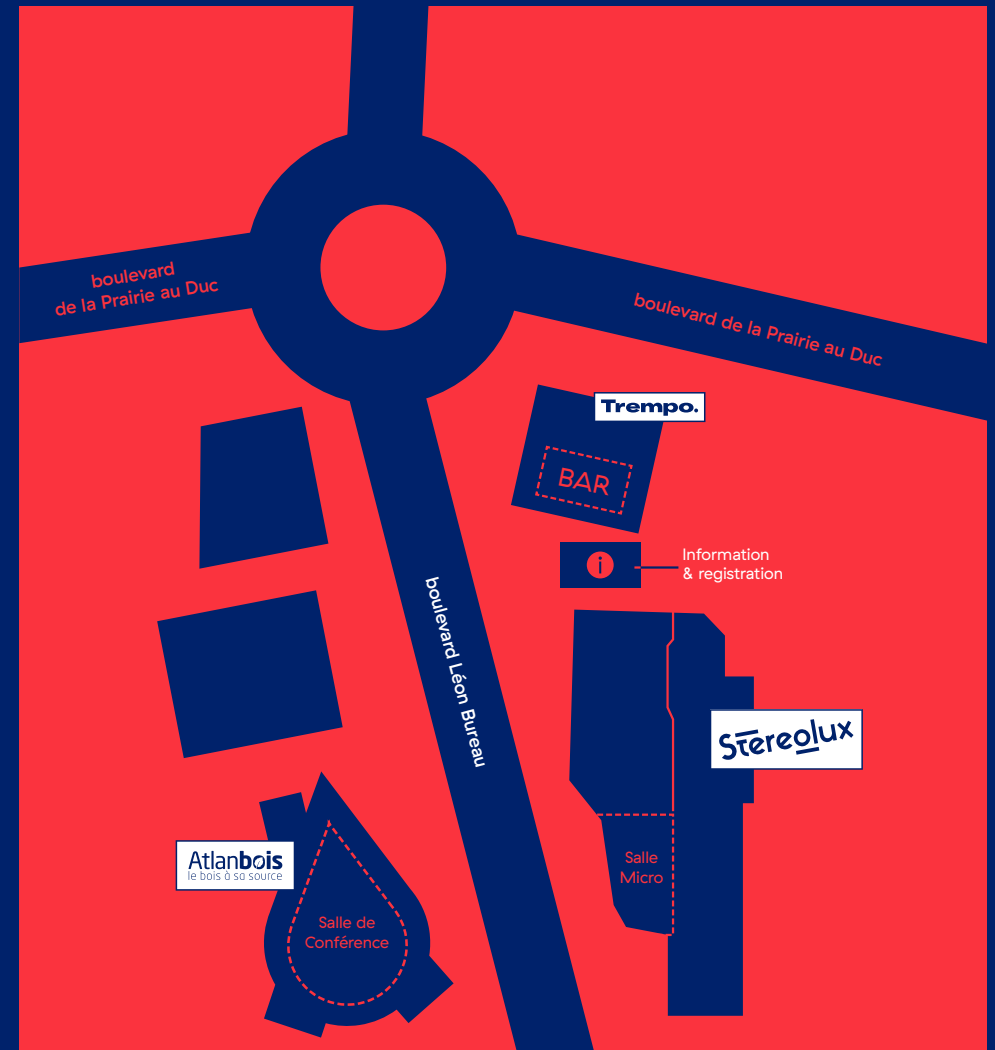 boulevard
de la Prairie au Duc
boulevard de la Prairie au Duc
Trempo.
BAR
i
Information
& registration
boulevard Léon Bureau
Stereolux
Atlanbois
le bois à sa source
Salle
Micro
Salle de
Conférence